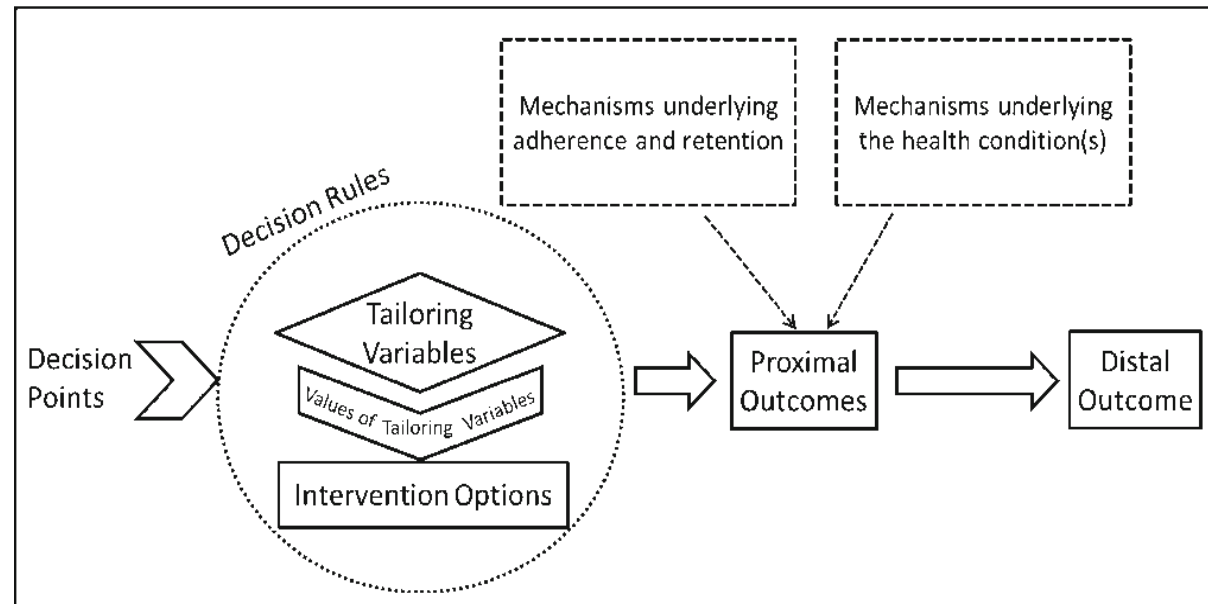 Mechanisms underlying
adherence and retention
Mechanisms underlying
the health condition(s)
Decision Rules
Decision
Points
Tailoring
Variables
Values of Tailoring Variables
Intervention Options
Proximal
Outcomes
Distal
Outcome